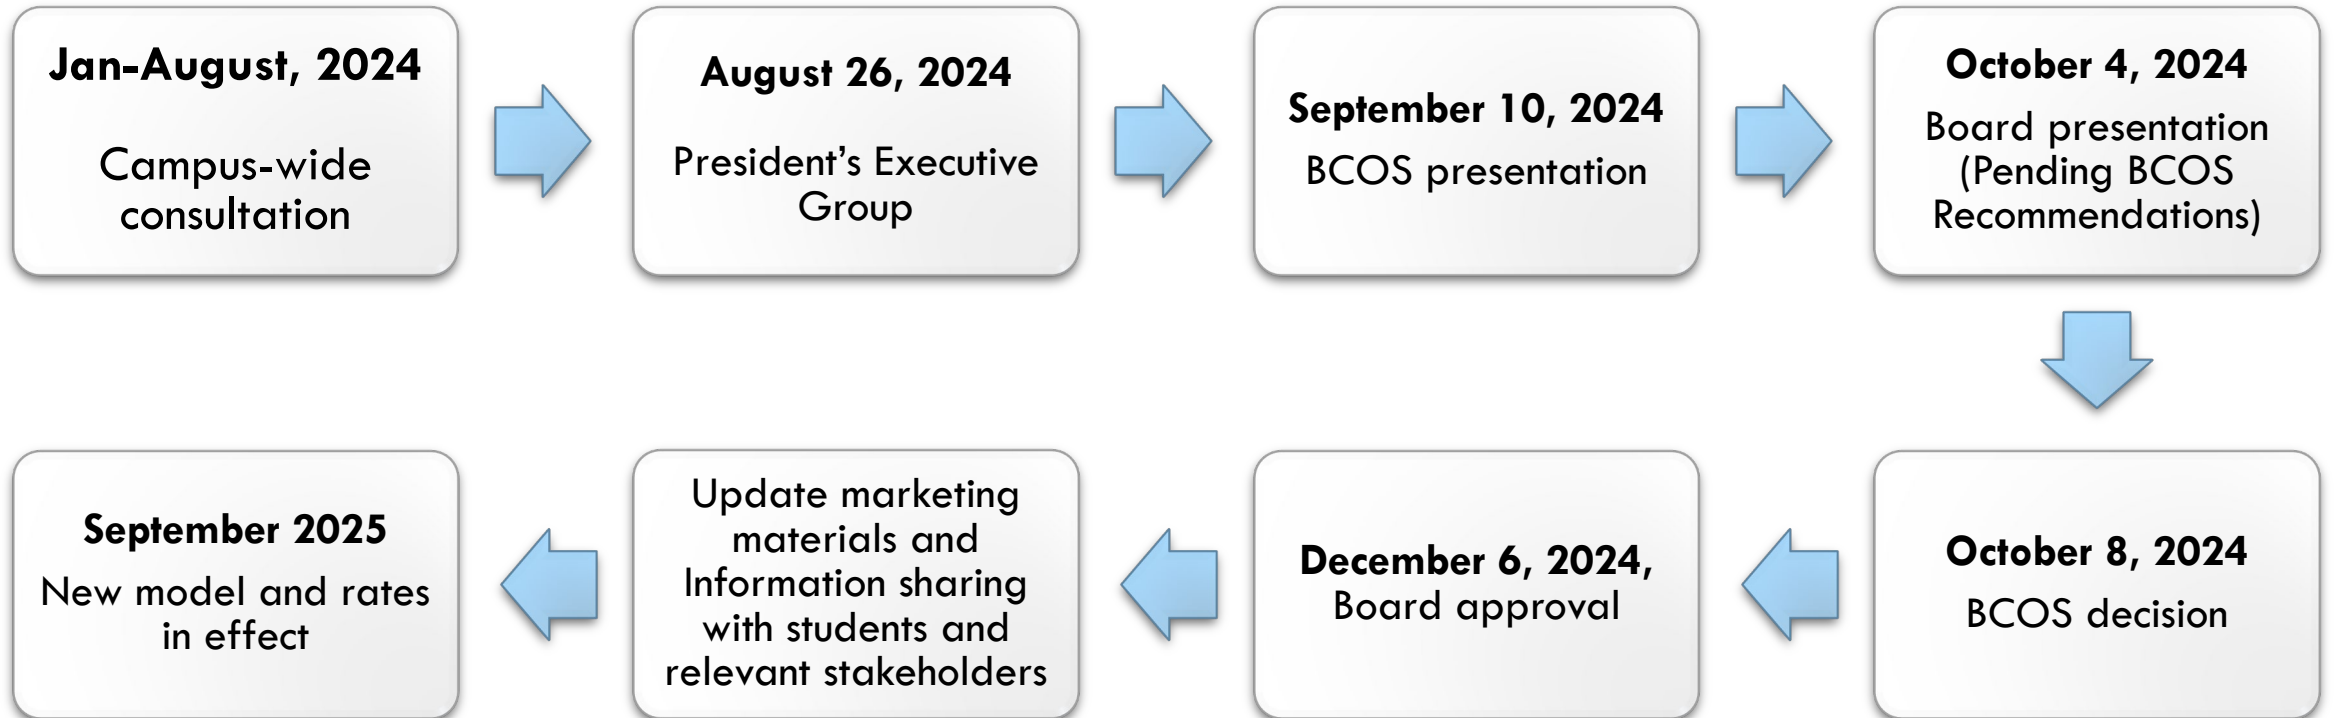 Jan-August, 2024
Campus-wide
consultation
August 26, 2024
President’s Executive
Group
September 10, 2024
BCOS presentation
October 4, 2024
Board presentation
(Pending BCOS
Recommendations)
October 8, 2024
BCOS decision
December 6, 2024,
Board approval
Update marketing
materials and
Information sharing
with students and
relevant stakeholders
September 2025
New model and rates
in effect